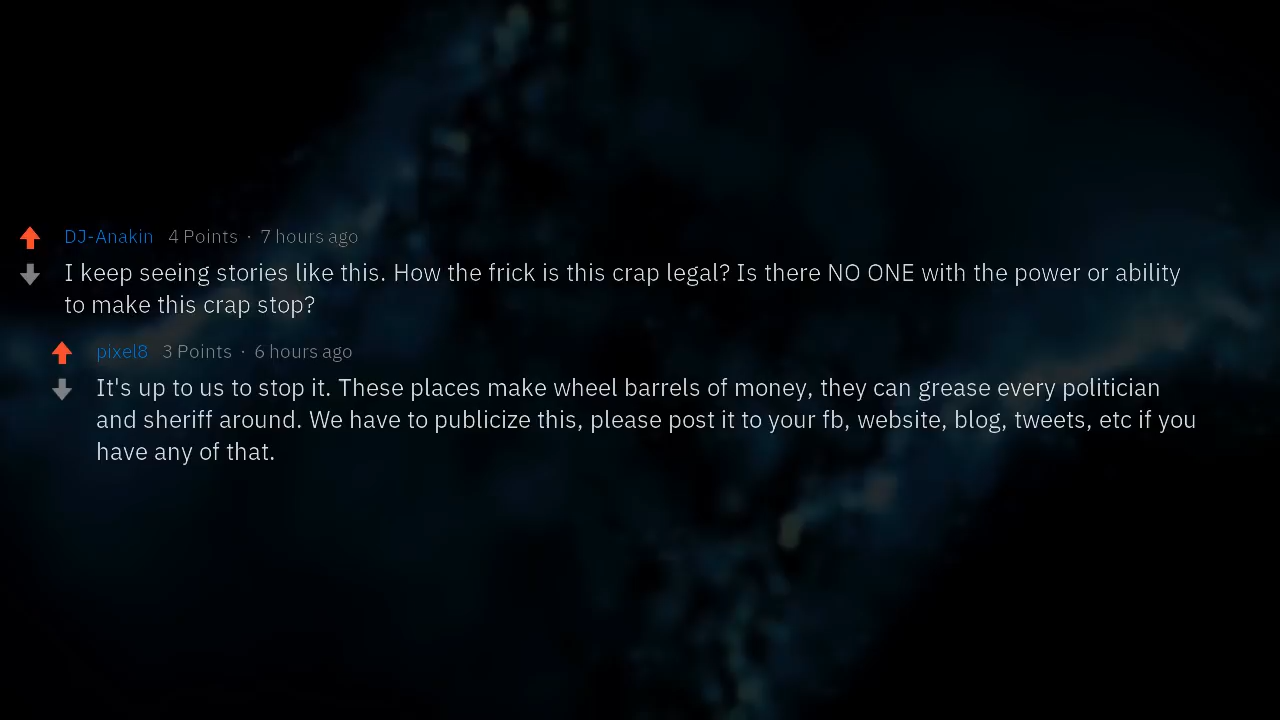 DJ-Anakin 4 Points · 7 hours ago
I keep seeing stories like this. How the frick is this crap legal? Is there NO ONE with the power or ability
to make this crap stop?
pixel8 3 Points · 6 hours ago
It's up to us to stop it. These places make wheel barrels of money, they can grease every politician
and sheriff around. We have to publicize this, please post it to your fb, website, blog, tweets, etc if you
have any of that.